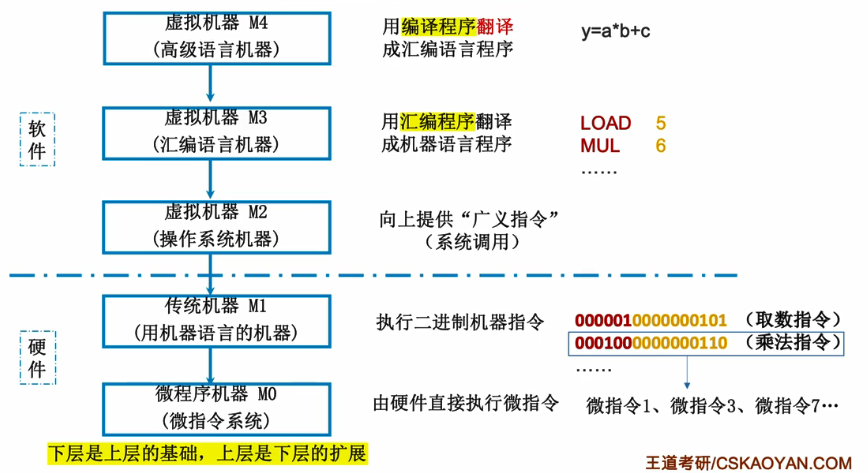 虚拟机器 M4
(高级语言机器)
用编译程序翻译
成汇编语言程序
y=a*b+c
软件
虚拟机器 M3
(汇编语言机器)
用汇编程序翻译
成机器语言程序
LOAD 5
MUL 6
……
虚拟机器 M2
(操作系统机器)
向上提供“广义指令”
（系统调用）
硬件
传统机器 M1
(用机器语言的机器)
执行二进制机器指令
0000010000000101 （取数指令）
0001000000000110 （乘法指令）
……
微程序机器 M0
(微指令系统)
由硬件直接执行微指令
微指令1、微指令3、微指令7…
下层是上层的基础，上层是下层的扩展
王道考研/CSKAOYAN.COM